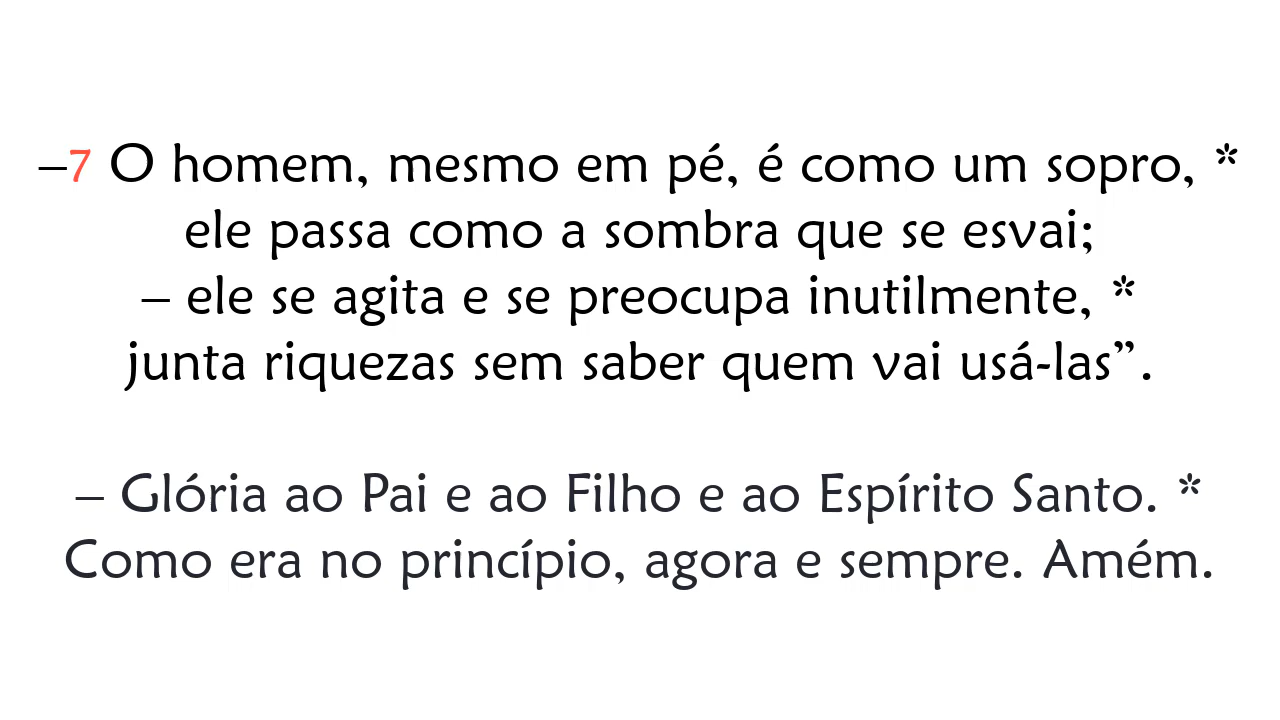 –7 O homem, mesmo em pé, é como um sopro, *
ele passa como a sombra que se esvai;
– ele se agita e se preocupa inutilmente, *
junta riquezas sem saber quem vai usá-las”.
– Glória ao Pai e ao Filho e ao Espírito Santo. *
Como era no princípio, agora e sempre. Amém.